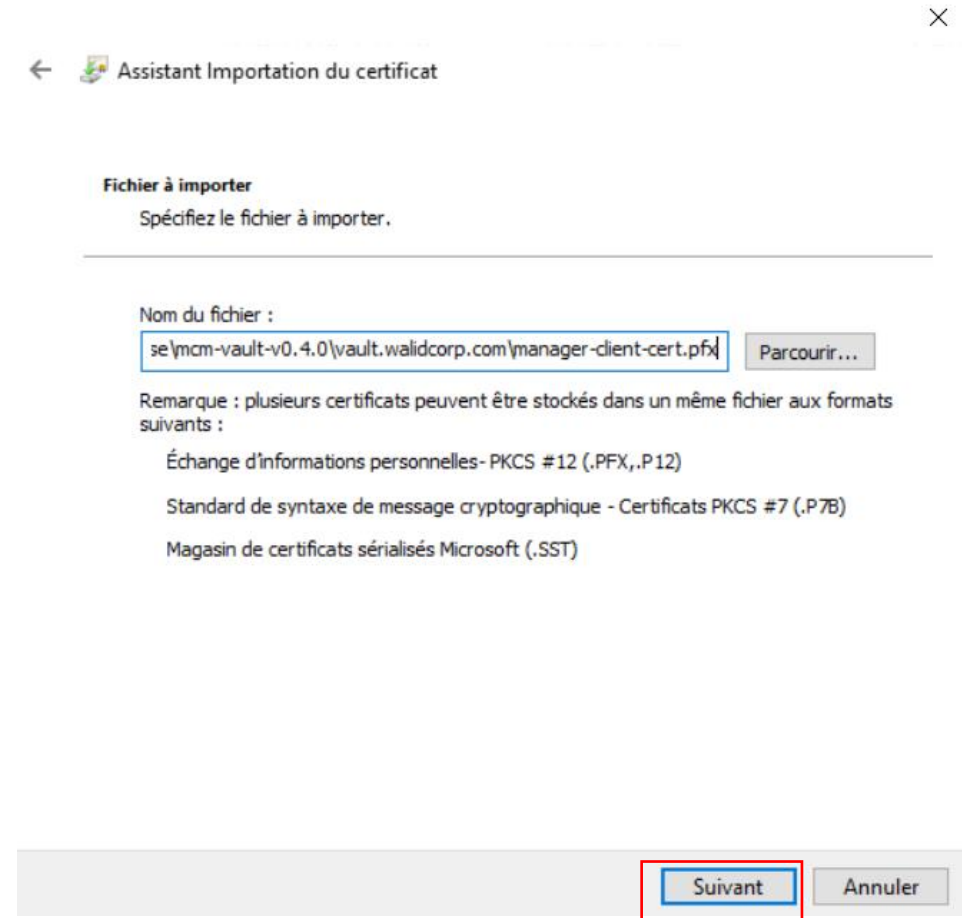 Assistant Importation du certificat
Fichier à importer
Spécifiez le fichier à importer.
Nom du fichier :
se\mcm-vault-v0.4.0\vault.walidcorp.com\manager-client-cert.pfx
Parcourir...
Remarque : plusieurs certificats peuvent être stockés dans un même fichier aux formats
suivants :
Échange d'informations personnelles- PKCS #12 (.PFX,.P12)
Standard de syntaxe de message cryptographique - Certificats PKCS #7 (.P7B)
Magasin de certificats sérialisés Microsoft (.SST)
Suivant
Annuler